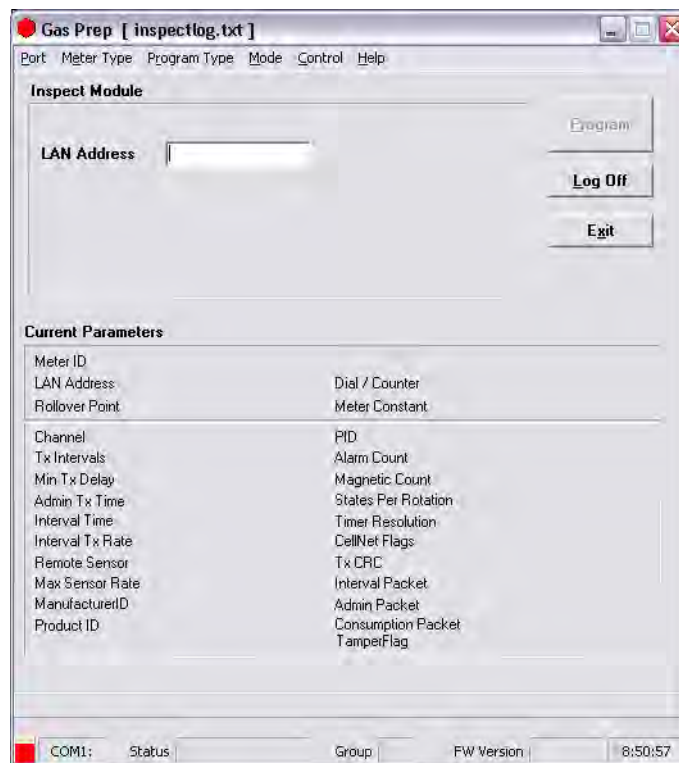 Gas Prep [ inspectlog.txt ]
Port Meter Type Program Type Mode Control Help
Inspect Module
Program
LAN Address
Log Off
Exit
Current Parameters
Meter ID
LAN Address Dial / Counter
Rollover Point Meter Constant
Channel PID
Tx Intervals Alarm Count
Min Tx Delay Magnetic Count
Admin Tx Time States Per Rotation
Interval Time Timer Resolution
Interval Tx Rate CellNet Flags
Remote Sensor Tx CRC
Max Sensor Rate Interval Packet
ManufacturerID Admin Packet
Product ID Consumption Packet
TamperFlag
COM1: Status Group FW Version 8:50:57